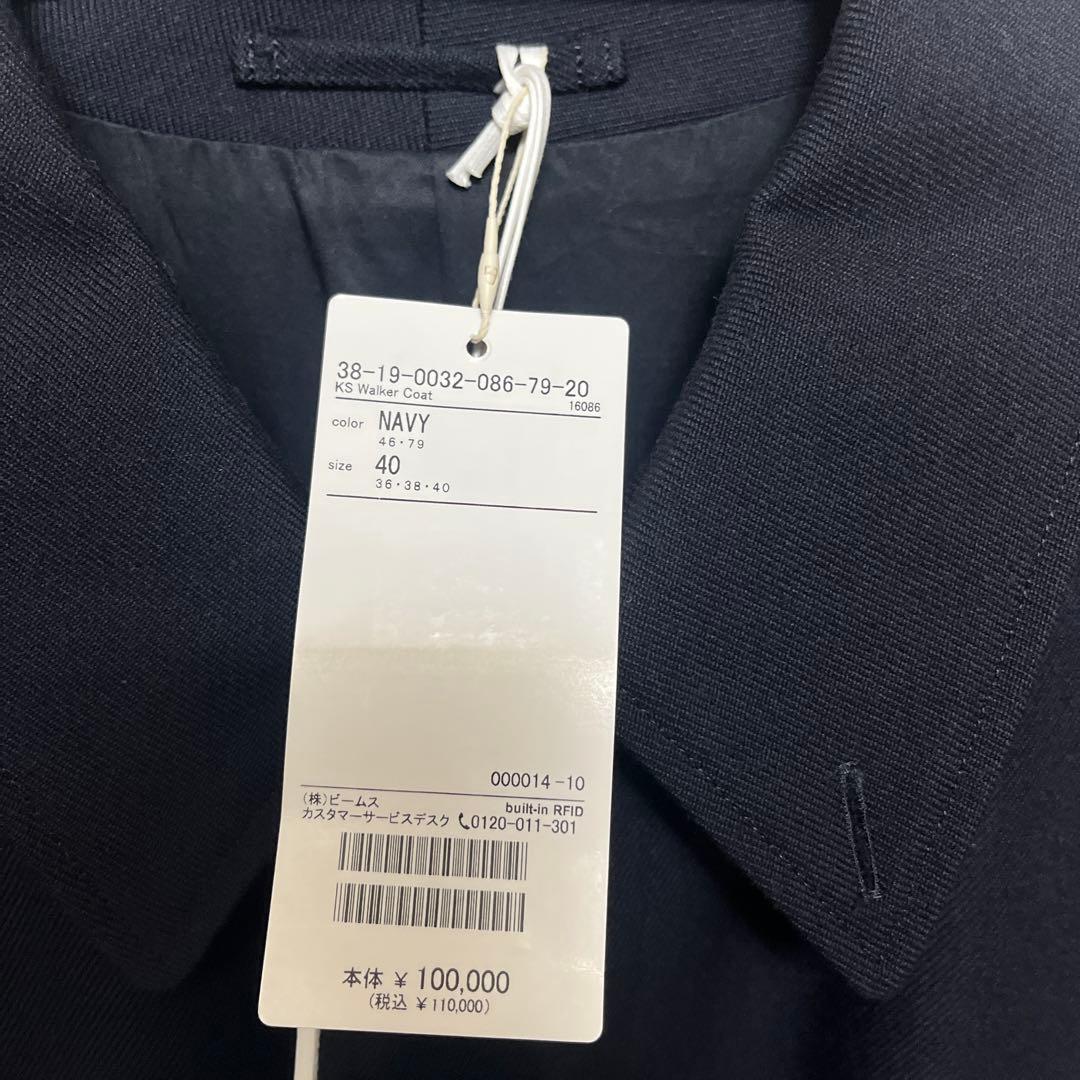 38-19-0032-086-79-20
KS Walker Coat
16086
color NAVY
46・79
size 40
36・38・40
000014-10
(株)ビームス
built-in RFID
カスタマーサービスデスク 0120-011-301
本体 ¥ 100,000
(税込 ¥110,000)